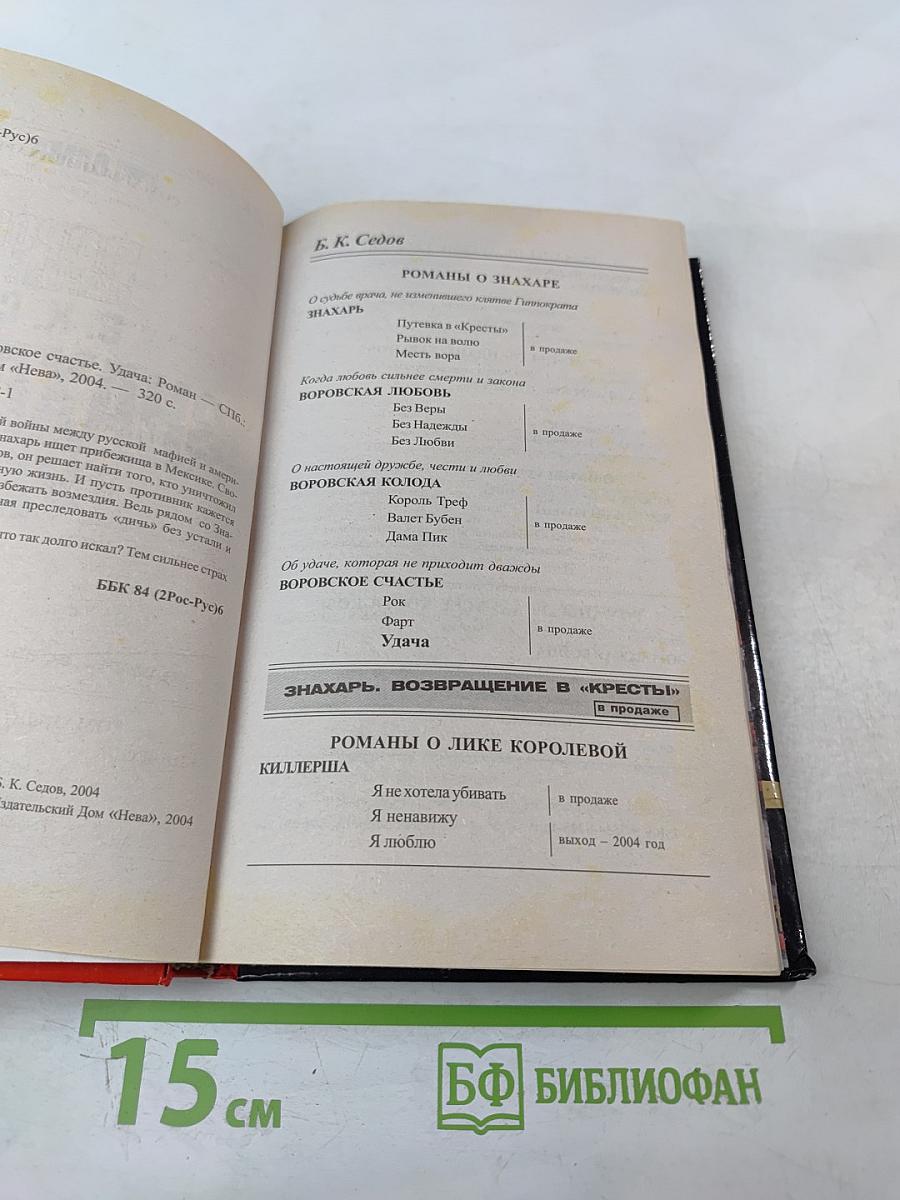 -Рус)6
овское счастье. Удача: Роман — СПб.:
м «Нева», 2004. — 320 с.
-1
й войны между русской мафией и амери-
нахарь ищет прибежища в Мексике. Сво-
ов, он решает найти того, кто уничтожил
ную жизнь. И пусть противник кажется
збежать возмездия. Ведь рядом со Зна-
ная преследовать «дичь» без устали и
что так долго искал? Тем сильнее страх
ББК 84 (2Рос-Рус)6
Б. К. Седов, 2004
Издательский Дом «Нева», 2004
Б. К. Седов
РОМАНЫ О ЗНАХАРЕ
О судьбе врача, не изменившего клятве Гиппократа
ЗНАХАРЬ
Путевка в «Кресты»
Рывок на волю
в продаже
Месть вора
Когда любовь сильнее смерти и закона
ВОРОВСКАЯ ЛЮБОВЬ
Без Веры
Без Надежды
в продаже
Без Любви
О настоящей дружбе, чести и любви
ВОРОВСКАЯ КОЛОДА
Король Треф
Валет Бубен
в продаже
Дама Пик
Об удаче, которая не приходит дважды
ВОРОВСКОЕ СЧАСТЬЕ
Рок
Фарт
в продаже
Удача
ЗНАХАРЬ. ВОЗВРАЩЕНИЕ В «КРЕСТЫ»
в продаже
РОМАНЫ О ЛИКЕ КОРОЛЕВОЙ
КИЛЛЕРША
Я не хотела убивать
в продаже
Я ненавижу
Я люблю
выход – 2004 год
15 см
БФ БИБЛИОФАН